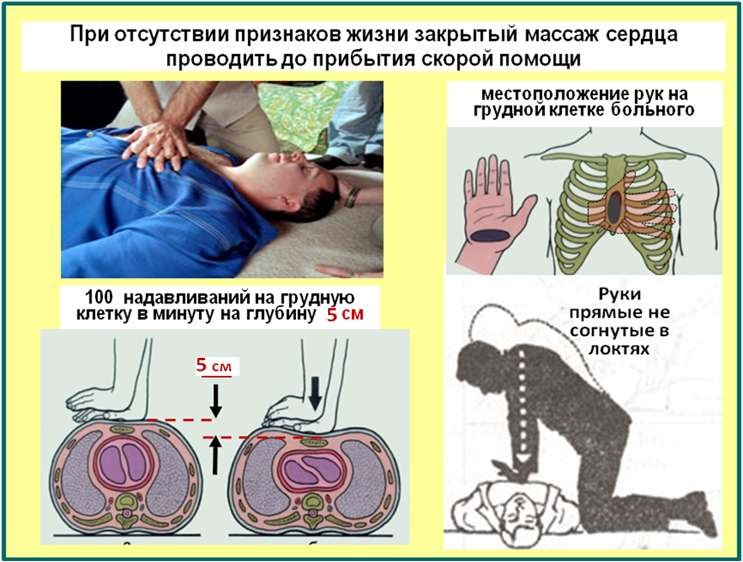 При отсутствии признаков жизни закрытый массаж сердца
проводить до прибытия скорой помощи
местоположение рук на
грудной клетке больного
100 надавливаний на грудную
клетку в минуту на глубину 5 см
5 см
Руки
прямые не
согнутые в
локтях